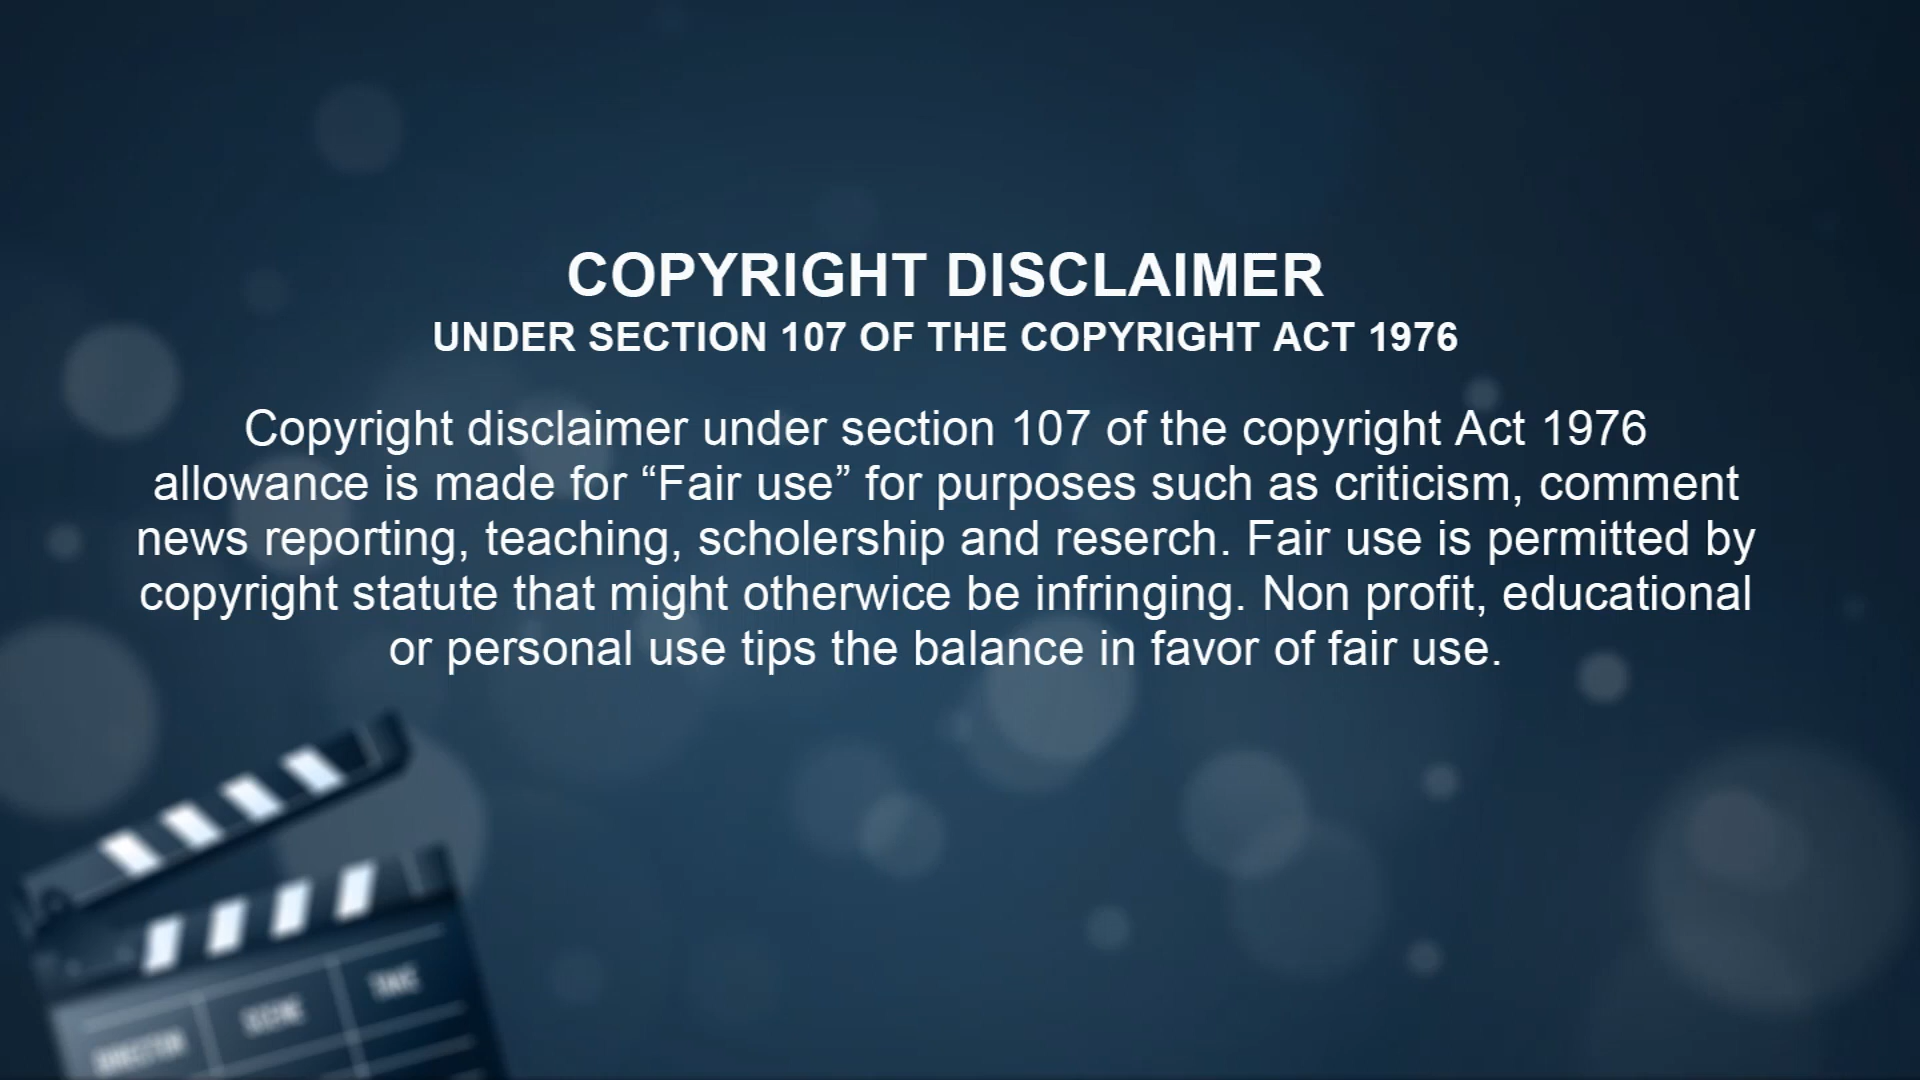 COPYRIGHT DISCLAIMER
UNDER SECTION 107 OF THE COPYRIGHT ACT 1976
Copyright disclaimer under section 107 of the copyright Act 1976
allowance is made for “Fair use” for purposes such as criticism, comment
news reporting, teaching, scholership and reserch. Fair use is permitted by
copyright statute that might otherwice be infringing. Non profit, educational
or personal use tips the balance in favor of fair use.
TAKE
SCENE
DIRECTOR